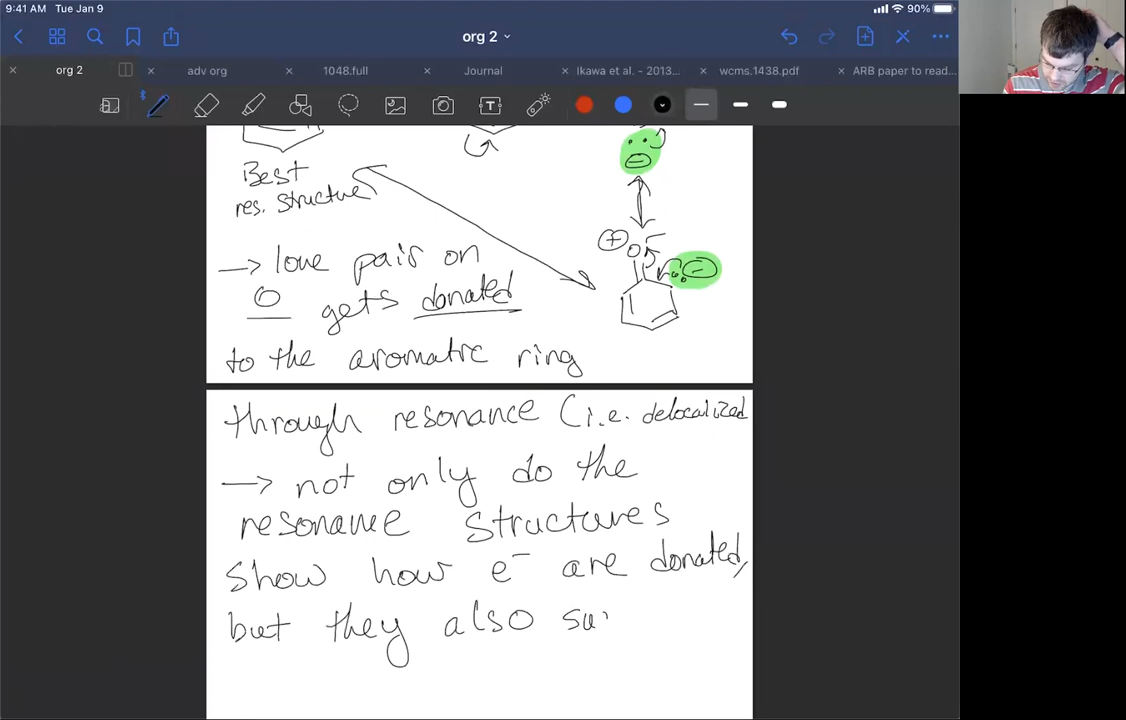 9:41 AM Tue Jan 9
90%
org 2
org 2
adv org
1048.full
Journal
Ikawa et al. - 2013...
wcms.1438.pdf
ARB paper to read...
T
Best
res. structure
⊕ O
⊖
→ lone pair on
O gets donated
to the aromatic ring
through resonance (i.e. delocalized
→ not only do the
resonance structures
show how e⁻ are donated,
but they also su